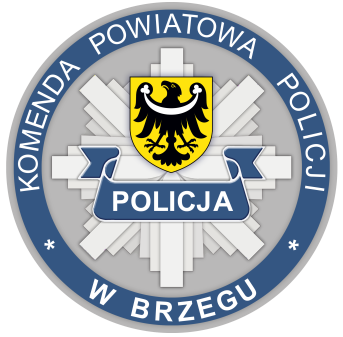 KOMENDA POWIATOWA POLICJI
POLICJA
* W BRZEGU *